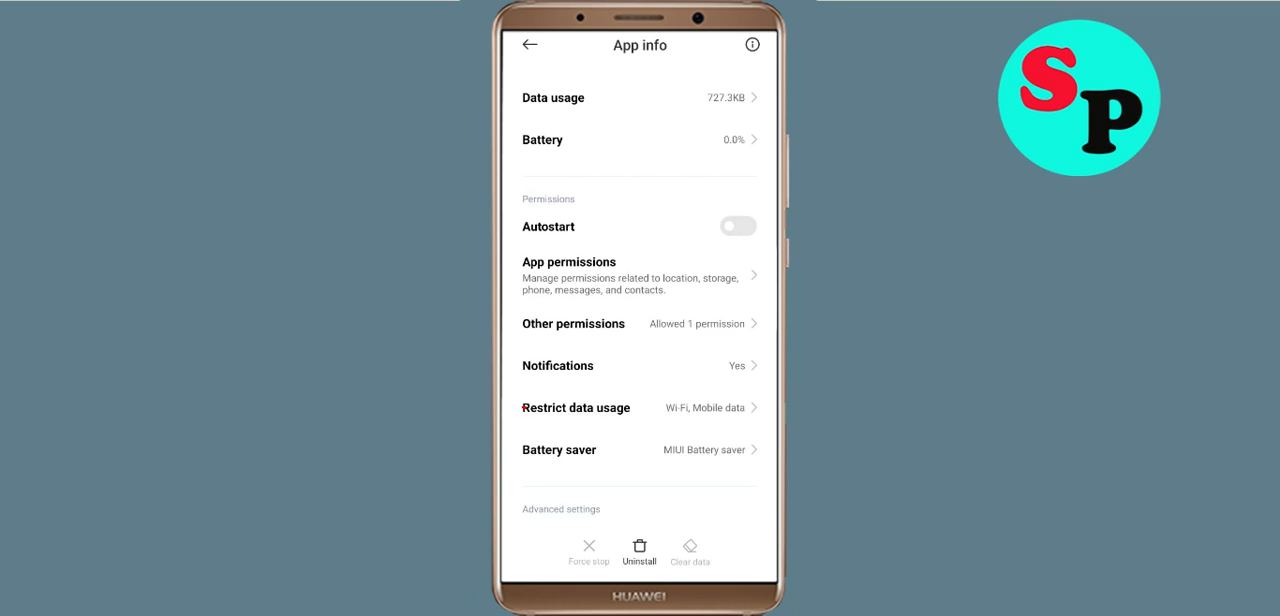 App info
SP
Data usage 727.3KB
Battery 0.0%
Permissions
Autostart
App permissions
Manage permissions related to location, storage,
phone, messages, and contacts.
Other permissions Allowed 1 permission
Notifications Yes
Restrict data usage Wi-Fi, Mobile data
Battery saver MIUI Battery saver
Advanced settings
Force stop Uninstall Clear data
HUAWEI